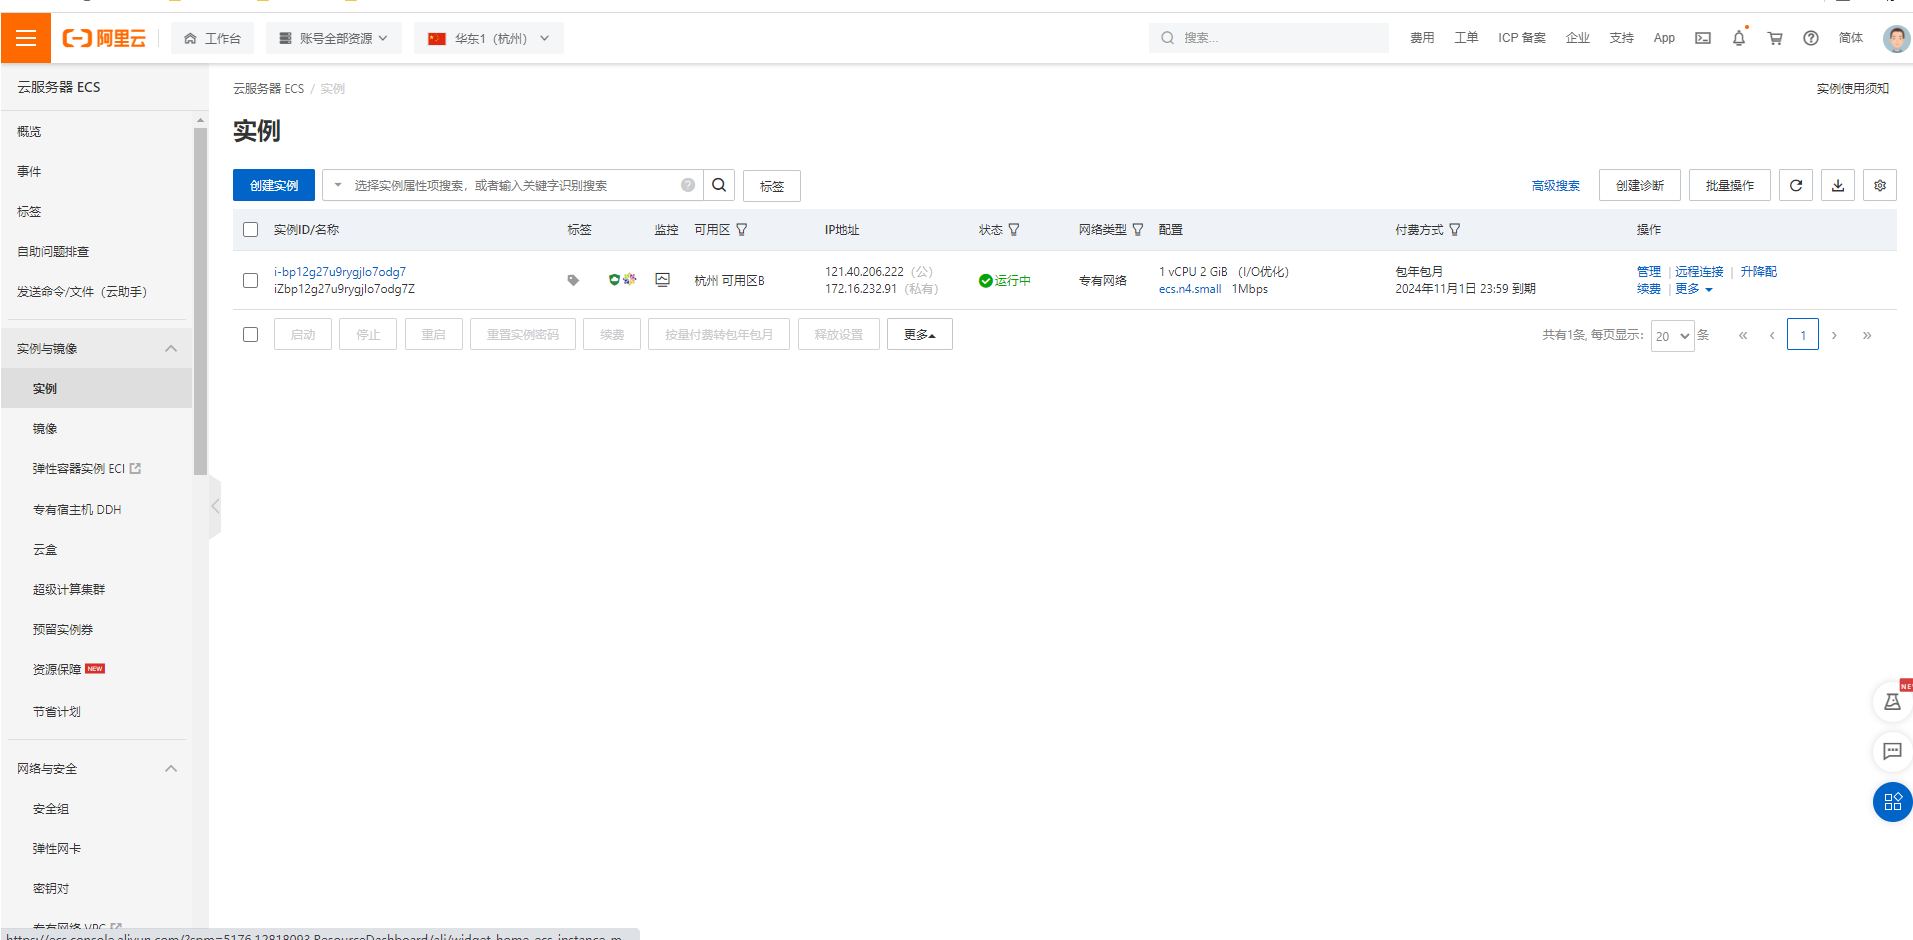 阿里云
工作台
账号全部资源
华东1（杭州）
搜索...
费用
工单
ICP 备案
企业
支持
App
简体
云服务器 ECS
概览
事件
标签
自助问题排查
发送命令/文件（云助手）
实例与镜像
实例
镜像
弹性容器实例 ECI
专有宿主机 DDH
云盒
超级计算集群
预留实例券
资源保障 NEW
节省计划
网络与安全
安全组
弹性网卡
密钥对
专有网络 VPC
云服务器 ECS / 实例
实例使用须知
实例
创建实例
选择实例属性项搜索，或者输入关键字识别搜索
标签
高级搜索
创建诊断
批量操作
实例ID/名称
标签
监控
可用区
IP地址
状态
网络类型
配置
付费方式
操作
i-bp12g27u9rygjlo7odg7
iZbp12g27u9rygjlo7odg7Z
杭州 可用区B
121.40.206.222（公）
172.16.232.91（私有）
运行中
专有网络
1 vCPU 2 GiB （I/O优化）
ecs.n4.small 1Mbps
包年包月
2024年11月1日 23:59 到期
管理 | 远程连接 | 升降配
续费 | 更多
启动
停止
重启
重置实例密码
续费
按量付费转包年包月
释放设置
更多
共有1条, 每页显示: 20 条
« ‹ 1 › »
https://ecs.console.aliyun.com/?spm=5176.12818093.ResourceDashboard/ali/widget-home-ecs-instance-m...